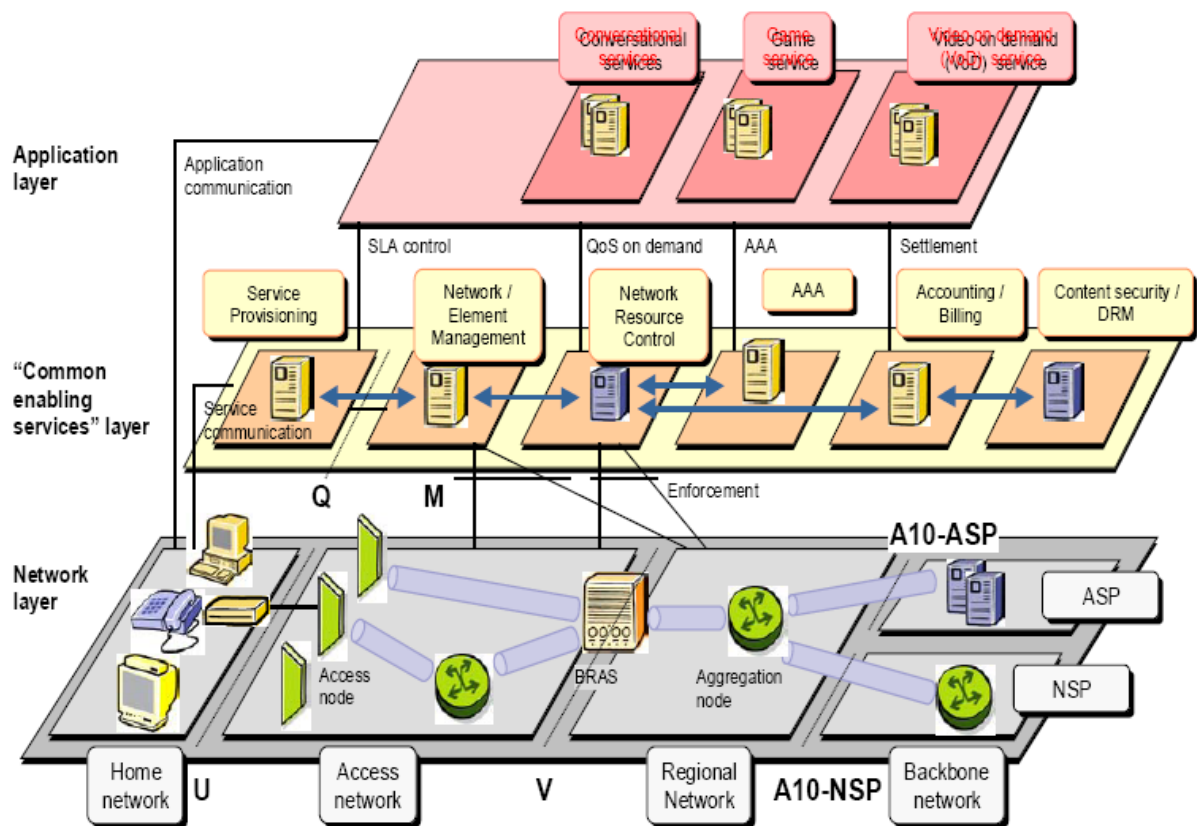 Conversational
services
Game
service
Video on demand
(VoD) service
Application
layer
Application
communication
SLA control
QoS on demand
AAA
Settlement
Service
Provisioning
Network /
Element
Management
Network
Resource
Control
AAA
Accounting /
Billing
Content security /
DRM
“Common
enabling
services” layer
Service
communication
Q
M
Enforcement
A10-ASP
Network
layer
ASP
Access
node
BRAS
Aggregation
node
NSP
Home
network
U
Access
network
V
Regional
Network
A10-NSP
Backbone
network